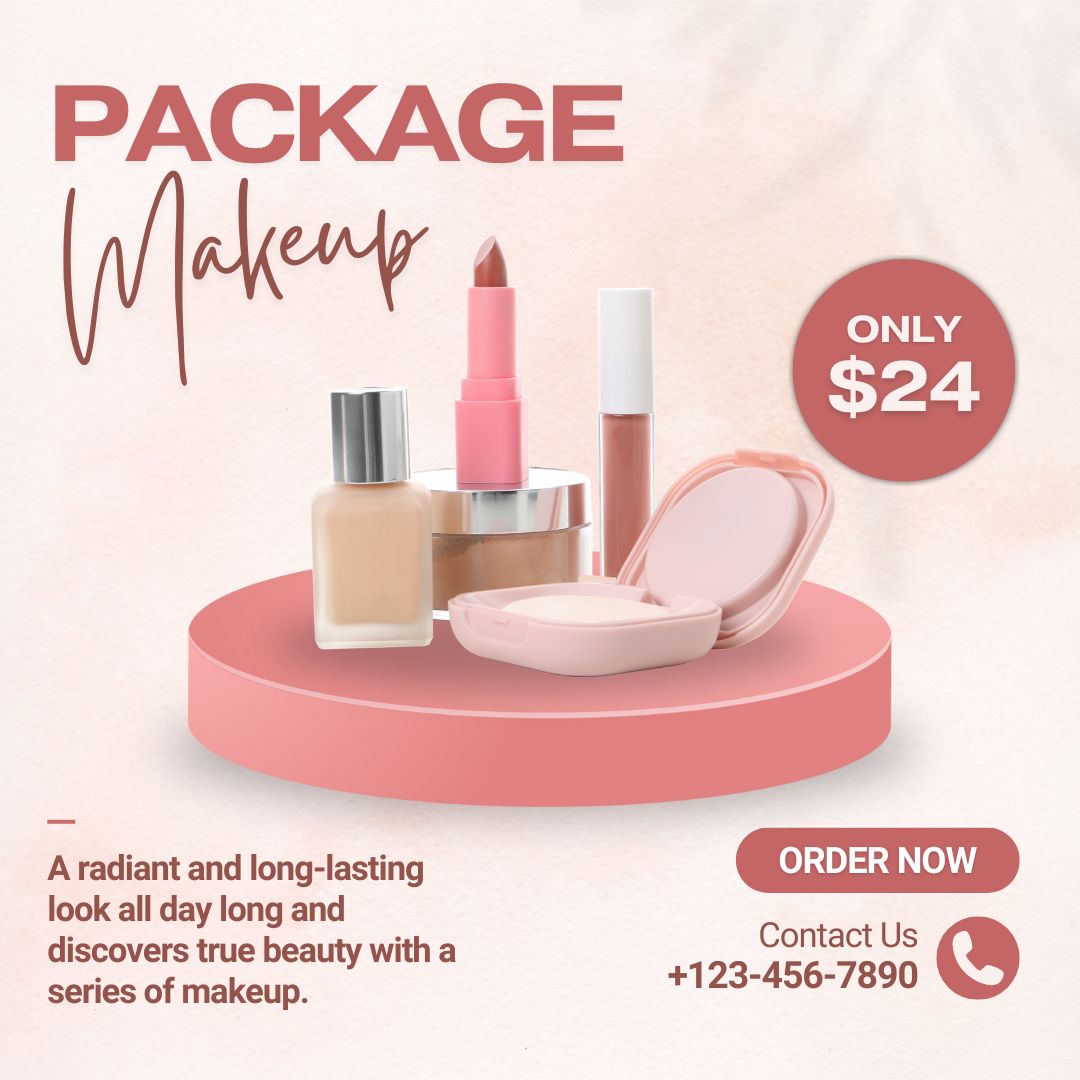 PACKAGE
Makeup
ONLY
$24
A radiant and long-lasting
look all day long and
discovers true beauty with a
series of makeup.
ORDER NOW
Contact Us
+123-456-7890